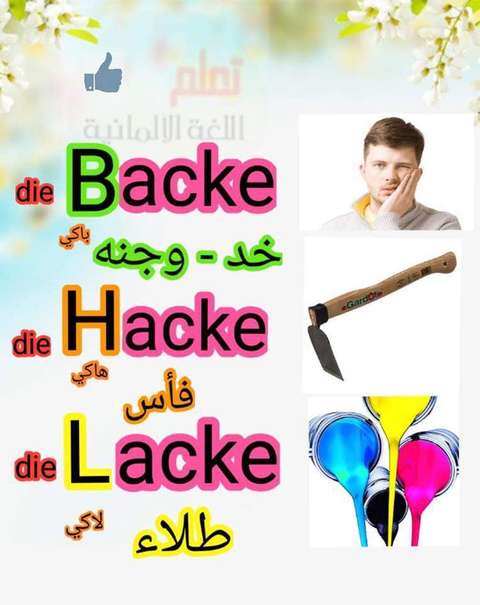 تعلم
اللغة الالمانية
die Backe
باكي
خد - وجنه
die Hacke
هاكي
فأس
die Lacke
لاكي
طلاء